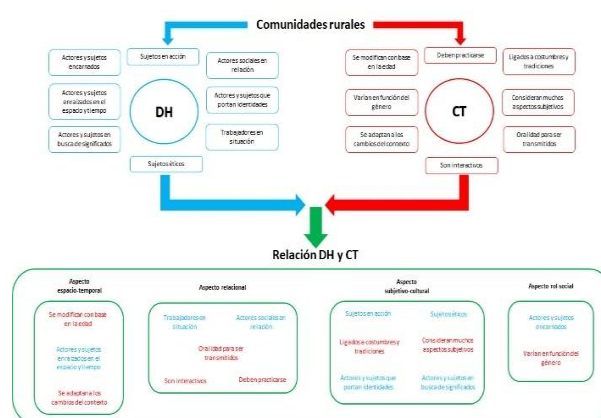 Comunidades rurales
Actores y sujetos
encarnados
Sujetos en acción
Actores sociales en
relación
Actores y sujetos
enraizados en el
espacio y tiempo
DH
Actores y sujetos que
portan identidades
Actores y sujetos en
busca de significados
Trabajadores en
situación
Sujetos éticos
Se modifican con base
en la edad
Deben practicarse
Ligados a costumbres y
tradiciones
Varían en función del
género
CT
Consideran muchos
aspectos subjetivos
Se adaptan a los
cambios del contexto
Oralidad para ser
transmitidos
Son interactivos
Relación DH y CT
Aspecto
espacio-temporal
Se modifican con base
en la edad
Actores y sujetos
enraizados en el
espacio y tiempo
Se adaptan a los
cambios del contexto
Aspecto relacional
Trabajadores en
situación
Actores sociales en
relación
Oralidad para ser
transmitidos
Son interactivos
Deben practicarse
Aspecto
subjetivo-cultural
Sujetos en acción
Sujetos éticos
Ligados a costumbres y
tradiciones
Consideran muchos
aspectos subjetivos
Actores y sujetos que
portan identidades
Actores y sujetos en
busca de significados
Aspecto rol social
Actores y sujetos
encarnados
Varían en función del
género